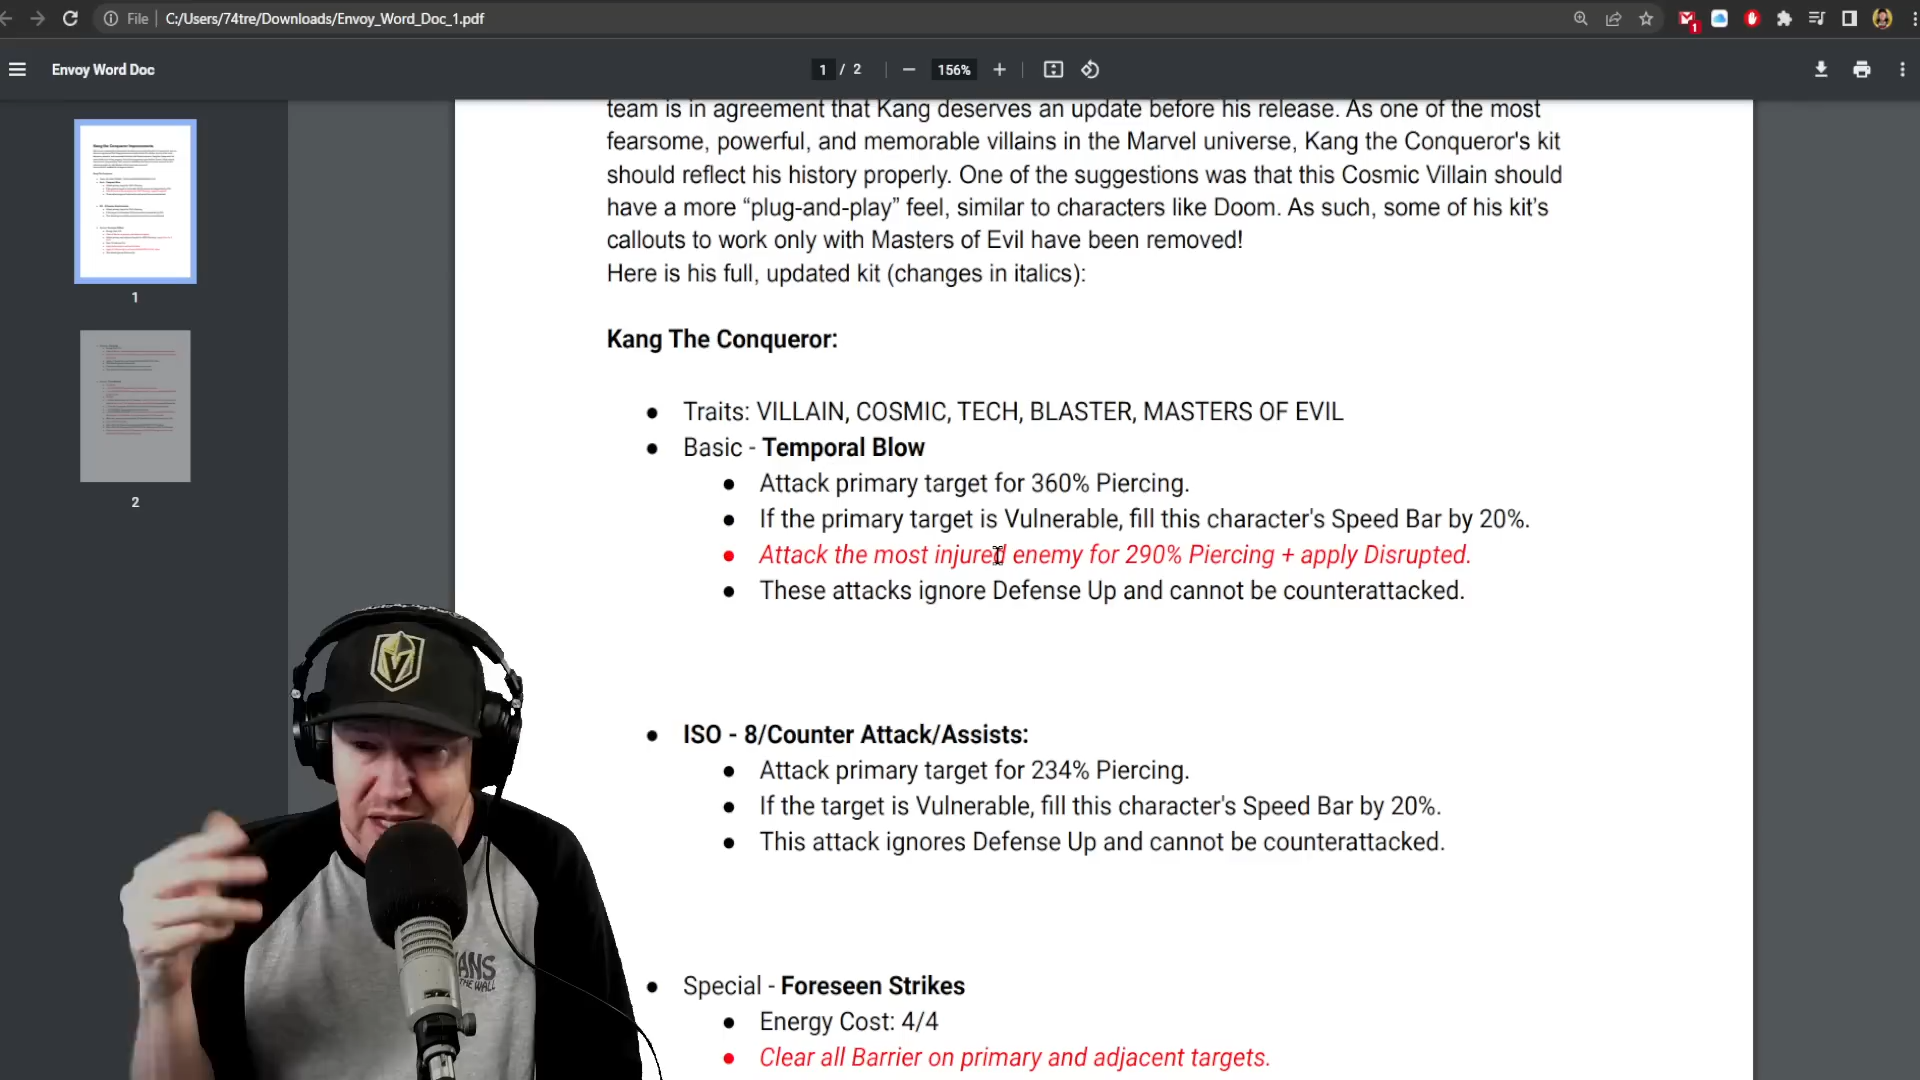 File
C:/Users/74tre/Downloads/Envoy_Word_Doc_1.pdf
1
Envoy Word Doc
1 / 2
156%
1
2
team is in agreement that Kang deserves an update before his release. As one of the most
fearsome, powerful, and memorable villains in the Marvel universe, Kang the Conqueror's kit
should reflect his history properly. One of the suggestions was that this Cosmic Villain should
have a more “plug-and-play” feel, similar to characters like Doom. As such, some of his kit’s
callouts to work only with Masters of Evil have been removed!
Here is his full, updated kit (changes in italics):
Kang The Conqueror:
● Traits: VILLAIN, COSMIC, TECH, BLASTER, MASTERS OF EVIL
● Basic - Temporal Blow
● Attack primary target for 360% Piercing.
● If the primary target is Vulnerable, fill this character's Speed Bar by 20%.
● Attack the most injured enemy for 290% Piercing + apply Disrupted.
● These attacks ignore Defense Up and cannot be counterattacked.
● ISO - 8/Counter Attack/Assists:
● Attack primary target for 234% Piercing.
● If the target is Vulnerable, fill this character's Speed Bar by 20%.
● This attack ignores Defense Up and cannot be counterattacked.
● Special - Foreseen Strikes
● Energy Cost: 4/4
● Clear all Barrier on primary and adjacent targets.
VANS
THE WALL